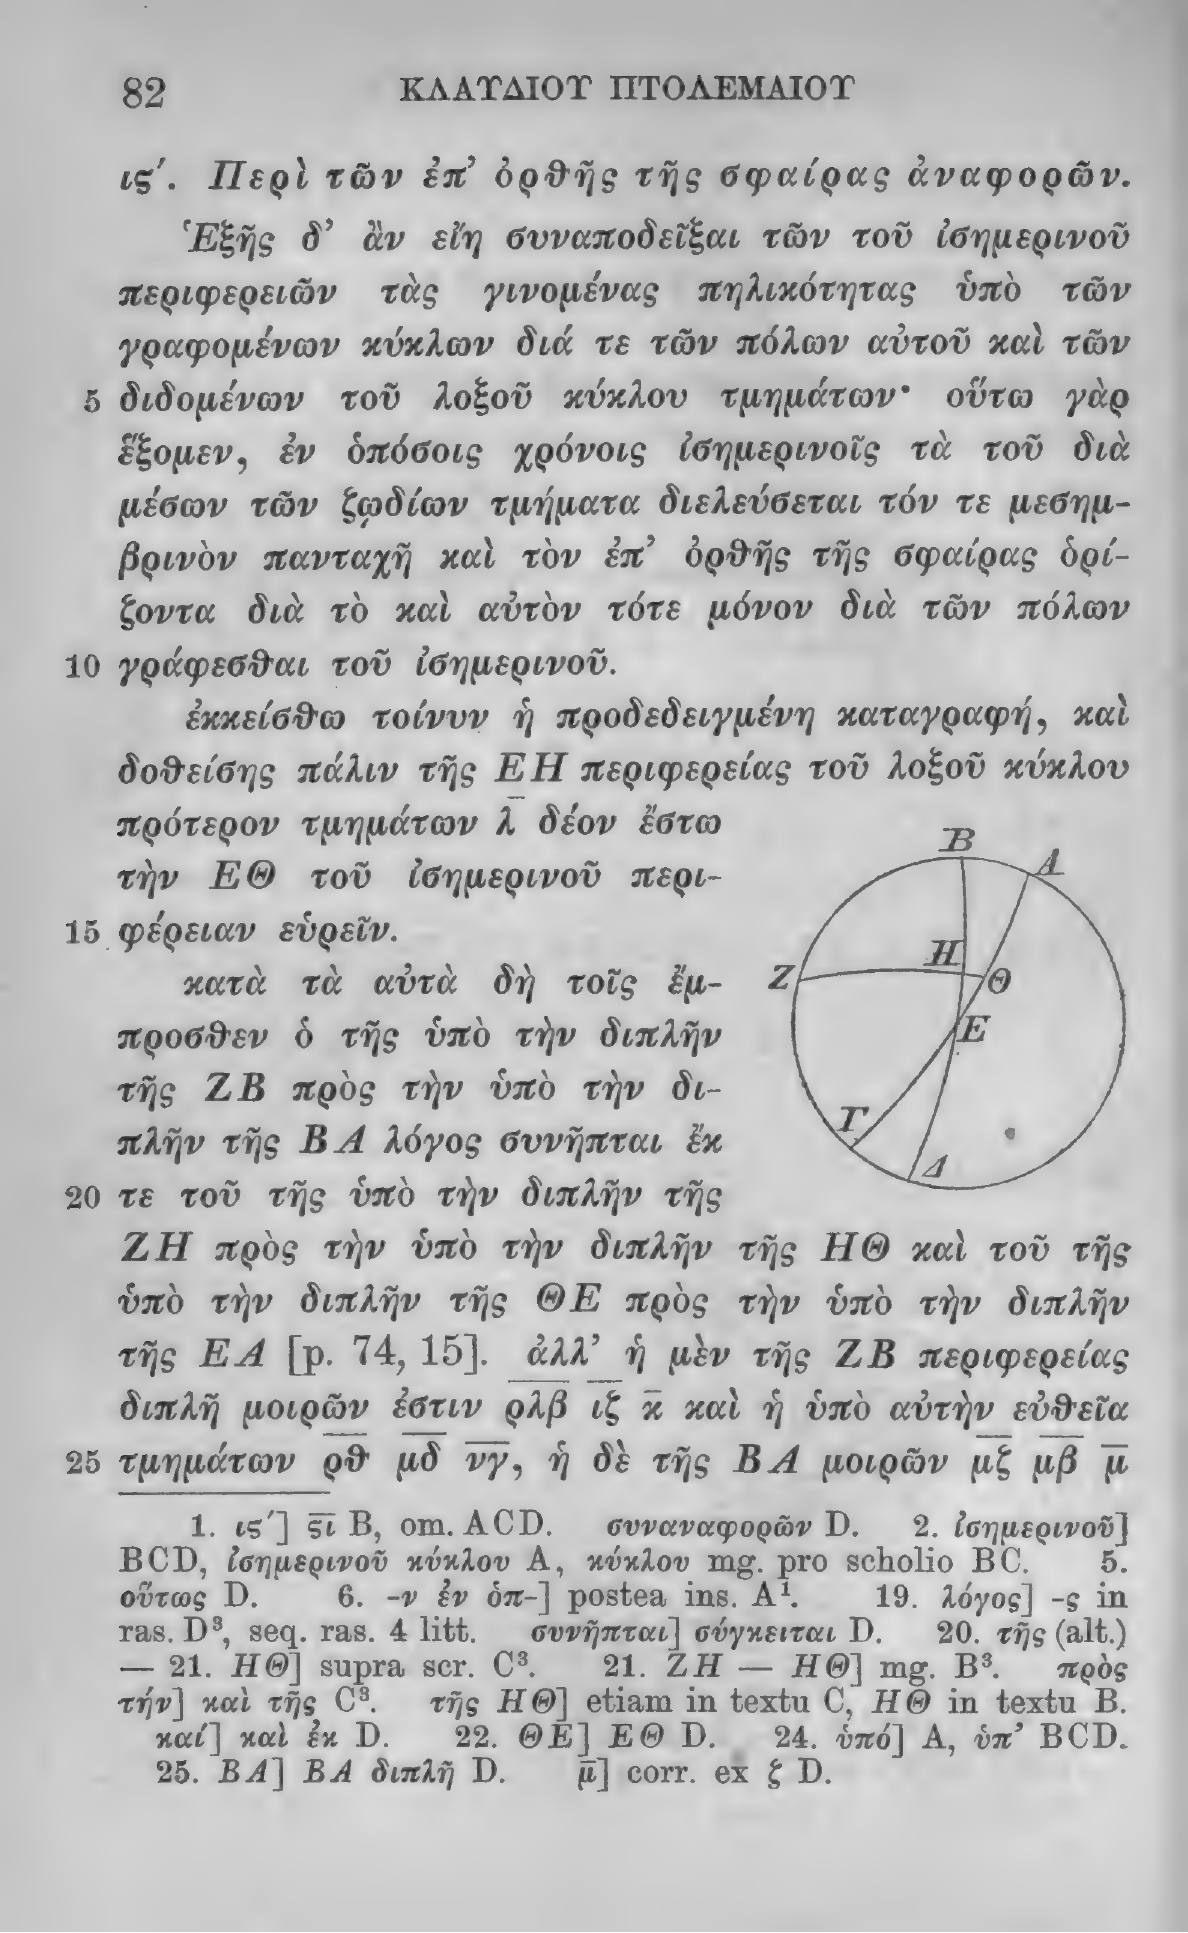 82 ΚΛΑΥΔΙΟΥ ΠΤΟΛΕΜΑΙΟΥ
ιϛ′. Περὶ τῶν ἐπ’ ὀρθῆς τῆς σφαίρας ἀναφορῶν.
Ἑξῆς δ’ ἂν εἴη συναποδεῖξαι τῶν τοῦ ἰσημερινοῦ
περιφερειῶν τὰς γινομένας πηλικότητας ὑπὸ τῶν
γραφομένων κύκλων διά τε τῶν πόλων αὐτοῦ καὶ τῶν
5 διδομένων τοῦ λοξοῦ κύκλου τμημάτων· οὕτω γὰρ
ἕξομεν, ἐν ὁπόσοις χρόνοις ἰσημερινοῖς τὰ τοῦ διὰ
μέσων τῶν ζῳδίων τμήματα διελεύσεται τόν τε μεσημ-
βρινὸν πανταχῆ καὶ τὸν ἐπ’ ὀρθῆς τῆς σφαίρας ὁρί-
ζοντα διὰ τὸ καὶ αὐτὸν τότε μόνον διὰ τῶν πόλων
10 γράφεσθαι τοῦ ἰσημερινοῦ.
ἐκκείσθω τοίνυν ἡ προδεδειγμένη καταγραφή, καὶ
δοθείσης πάλιν τῆς ΕΗ περιφερείας τοῦ λοξοῦ κύκλου
πρότερον τμημάτων λ̅ δέον ἔστω
τὴν ΕΘ τοῦ ἰσημερινοῦ περι-
15 φέρειαν εὑρεῖν.
κατὰ τὰ αὐτὰ δὴ τοῖς ἔμ-
προσθεν ὁ τῆς ὑπὸ τὴν διπλῆν
τῆς ΖΒ πρὸς τὴν ὑπὸ τὴν δι-
πλῆν τῆς ΒΑ λόγος συνῆπται ἔκ
20 τε τοῦ τῆς ὑπὸ τὴν διπλῆν τῆς
Β
Α
Η
Ζ
Θ
Ε
Γ
Δ
ΖΗ πρὸς τὴν ὑπὸ τὴν διπλῆν τῆς ΗΘ καὶ τοῦ τῆς
ὑπὸ τὴν διπλῆν τῆς ΘΕ πρὸς τὴν ὑπὸ τὴν διπλῆν
τῆς ΕΑ [p. 74, 15]. ἀλλ’ ἡ μὲν τῆς ΖΒ περιφερείας
διπλῆ μοιρῶν ἐστιν ρ̅λ̅β̅ ι̅ζ̅ κ̅ καὶ ἡ ὑπὸ αὐτὴν εὐθεῖα
25 τμημάτων ρ̅θ̅ μ̅δ̅ ν̅γ̅, ἡ δὲ τῆς ΒΑ μοιρῶν μ̅ζ̅ μ̅β̅ μ̅
1. ιϛ′] ϛ̅ι̅ B, om. ACD. συναναφορῶν D. 2. ἰσημερινοῦ]
BCD, ἰσημερινοῦ κύκλου A, κύκλου mg. pro scholio BC. 5.
οὕτως D. 6. -ν ἐν ὁπ-] postea ins. A¹. 19. λόγος] -ς in
ras. D³, seq. ras. 4 litt. συνῆπται] σύγκειται D. 20. τῆς (alt.)
— 21. ΗΘ] supra scr. C³. 21. ΖΗ — ΗΘ] mg. B³. πρὸς
τήν] καὶ τῆς C³. τῆς ΗΘ] etiam in textu C, ΗΘ in textu B.
καί] καὶ ἐκ D. 22. ΘΕ] ΕΘ D. 24. ὑπό] A, ὑπ’ BCD.
25. ΒΑ] ΒΑ διπλῆ D. μ̅] corr. ex ξ D.